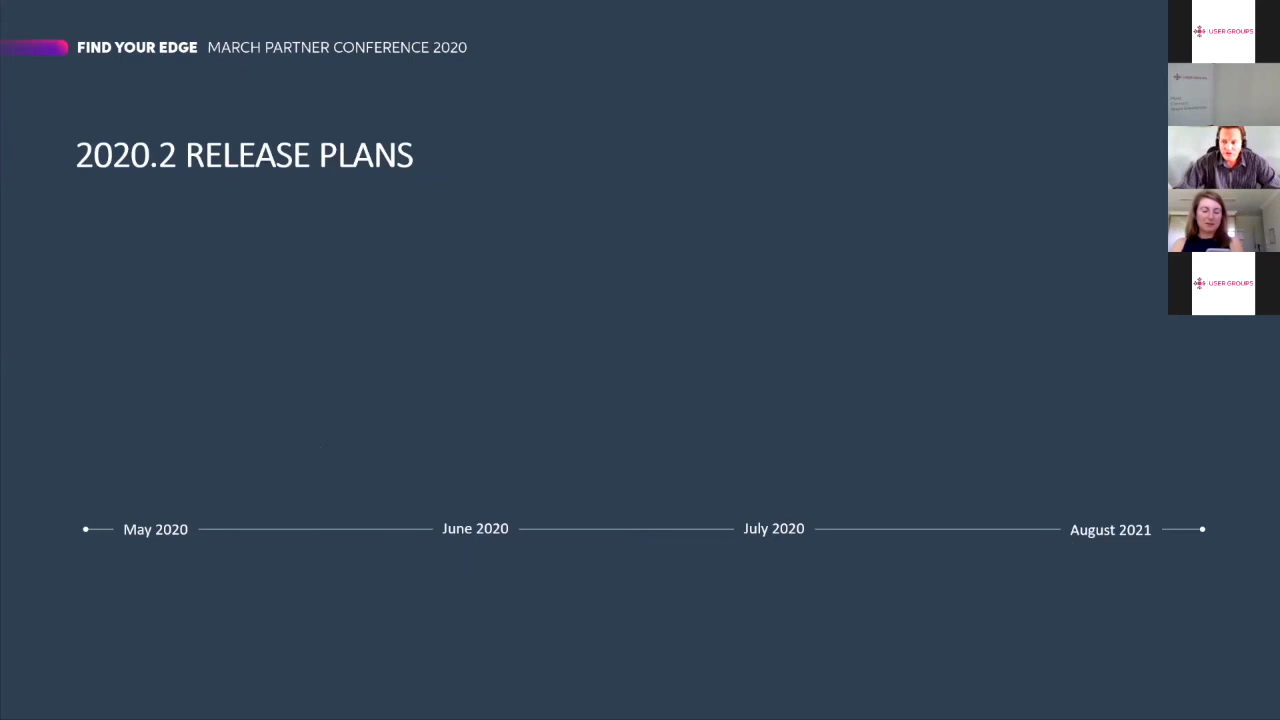 FIND YOUR EDGE MARCH PARTNER CONFERENCE 2020
2020.2 RELEASE PLANS
May 2020
June 2020
July 2020
August 2021
USER GROUPS
USER GROUPS